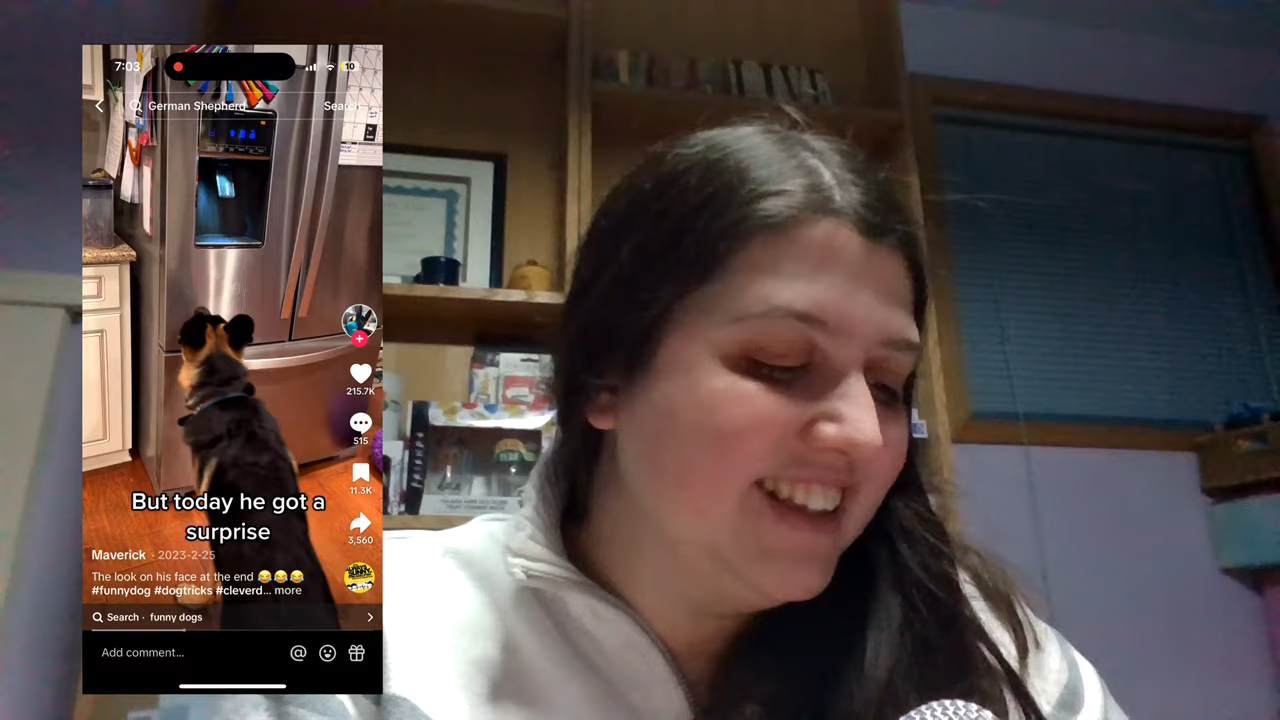 7:03
10
German Shepherd
Search
215.7K
515
11.3K
3,560
But today he got a
surprise
Maverick · 2023-2-25
The look on his face at the end 😂😂😂
#funnydog #dogtricks #cleverd... more
Search · funny dogs
Add comment...
FRIENDS